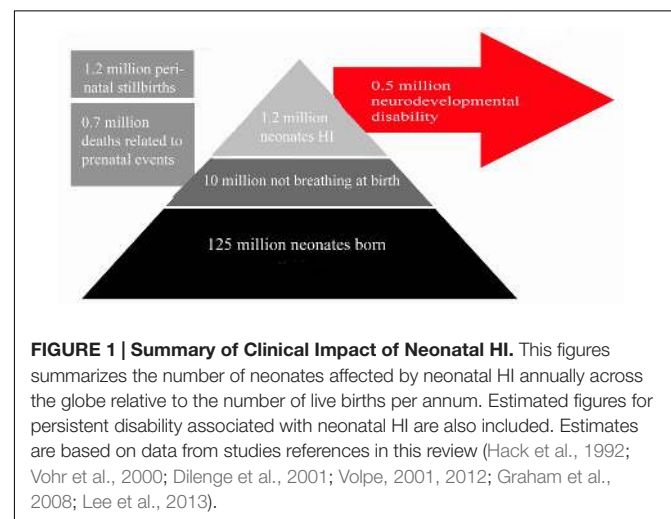 1.2 million peri-
natal stillbirths
0.7 million
deaths related to
prenatal events
1.2 million
neonates HI
0.5 million
neurodevelopmental
disability
10 million not breathing at birth
125 million neonates born
FIGURE 1 | Summary of Clinical Impact of Neonatal HI. This figures
summarizes the number of neonates affected by neonatal HI annually across
the globe relative to the number of live births per annum. Estimated figures for
persistent disability associated with neonatal HI are also included. Estimates
are based on data from studies references in this review (Hack et al., 1992;
Vohr et al., 2000; Dilenge et al., 2001; Volpe, 2001, 2012; Graham et al.,
2008; Lee et al., 2013).